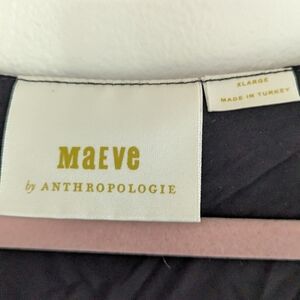 MaEVe
by ANTHROPOLOGIE
XLARGE
MADE IN TURKEY